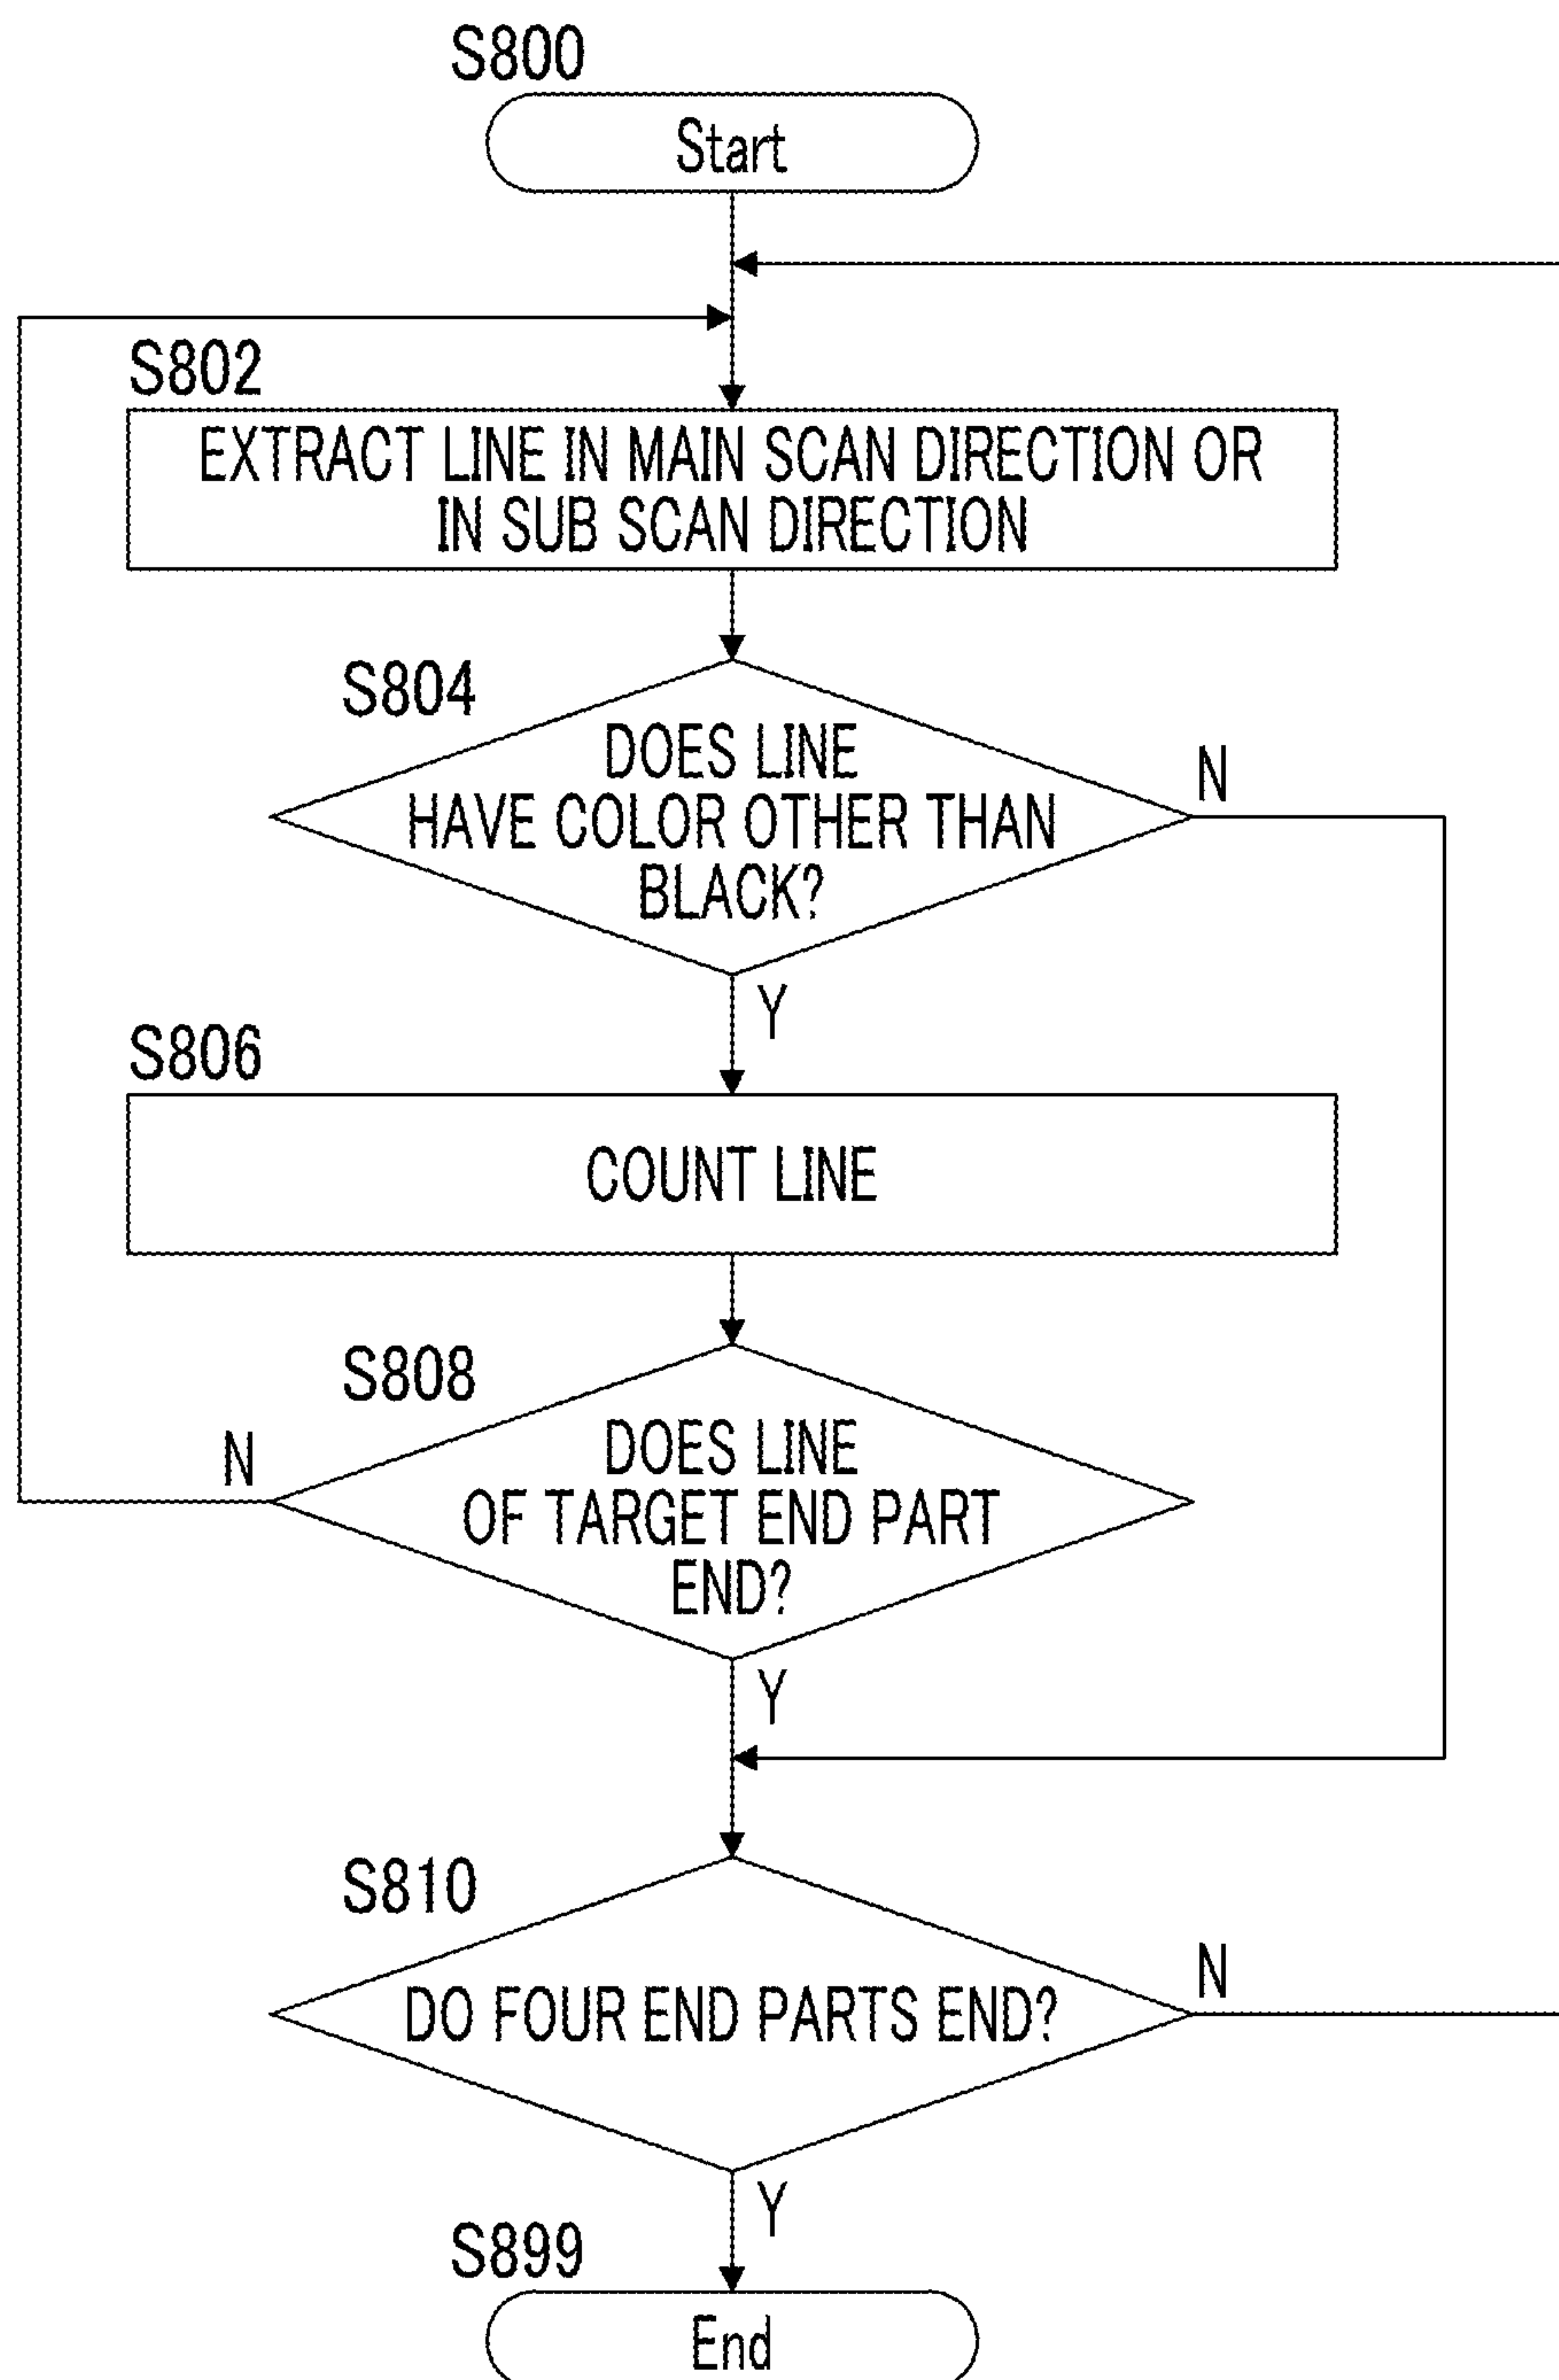 S800
Start
S802
EXTRACT LINE IN MAIN SCAN DIRECTION OR
IN SUB SCAN DIRECTION
S804
DOES LINE
HAVE COLOR OTHER THAN
BLACK?
N
Y
S806
COUNT LINE
S808
DOES LINE
OF TARGET END PART
END?
N
Y
S810
DO FOUR END PARTS END?
N
Y
S899
End